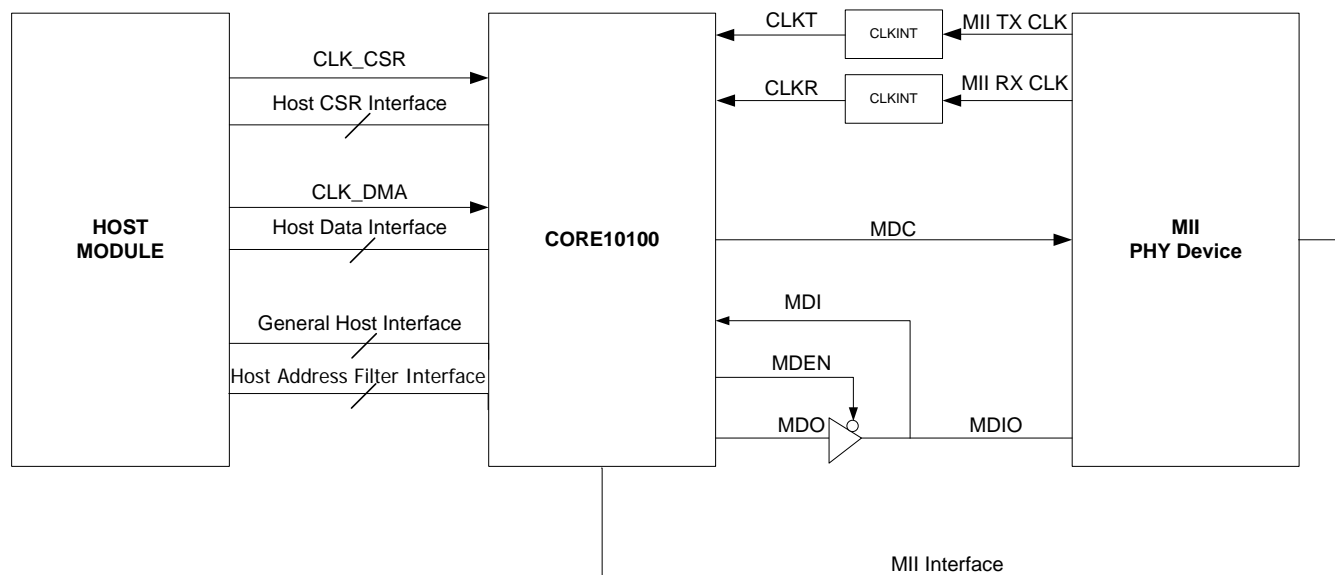 CLKT
CLKINT
MII TX CLK
CLK_CSR
CLKR
CLKINT
MII RX CLK
Host CSR Interface
CLK_DMA
HOST
MODULE
Host Data Interface
CORE10100
MDC
MII
PHY Device
MDI
General Host Interface
MDEN
Host Address Filter Interface
MDO
MDIO
MII Interface